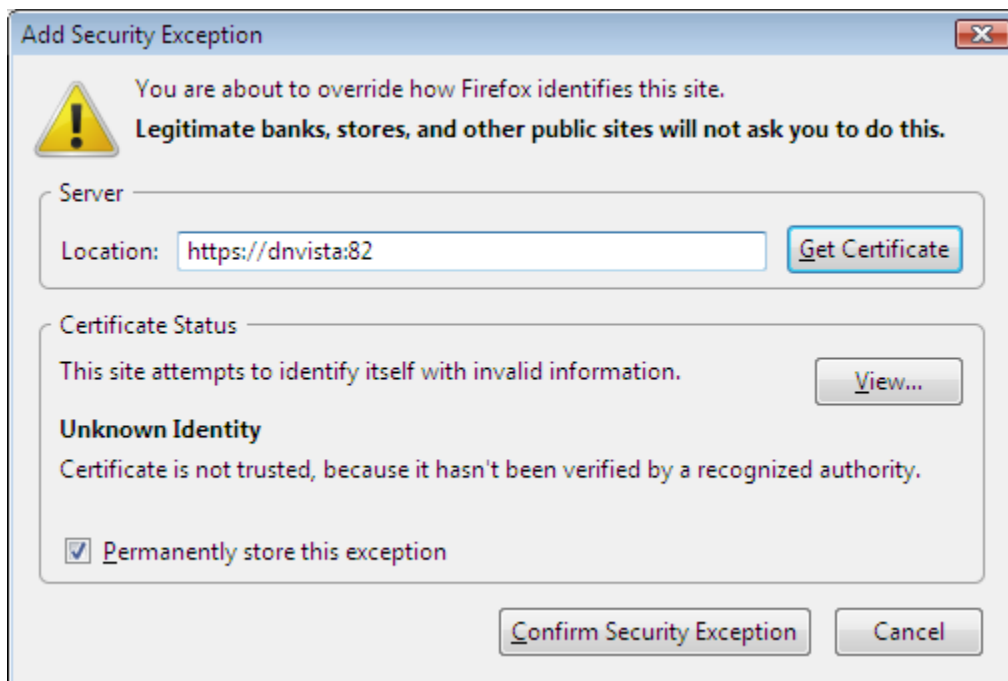 Add Security Exception
You are about to override how Firefox identifies this site.
Legitimate banks, stores, and other public sites will not ask you to do this.
Server
Location: https://dnvista:82 Get Certificate
Certificate Status
This site attempts to identify itself with invalid information.
View...
Unknown Identity
Certificate is not trusted, because it hasn't been verified by a recognized authority.
Permanently store this exception
Confirm Security Exception Cancel